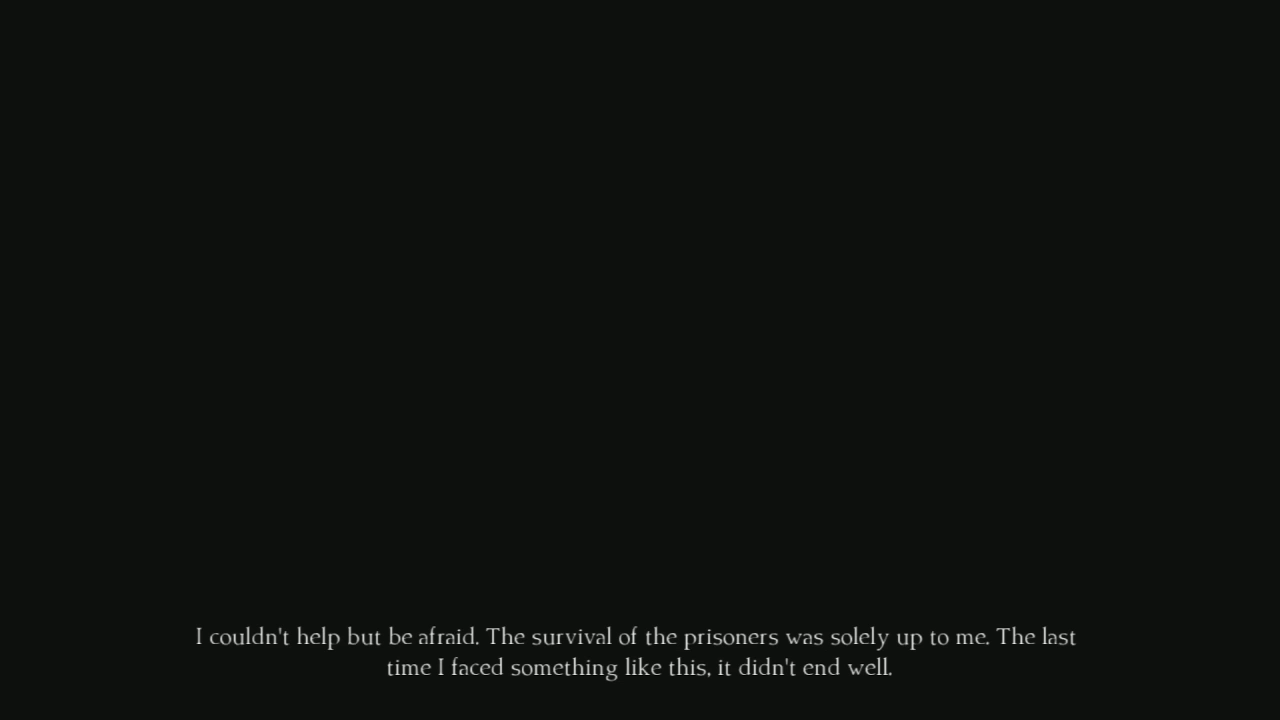 I couldn't help but be afraid. The survival of the prisoners was solely up to me. The last
time I faced something like this, it didn't end well.